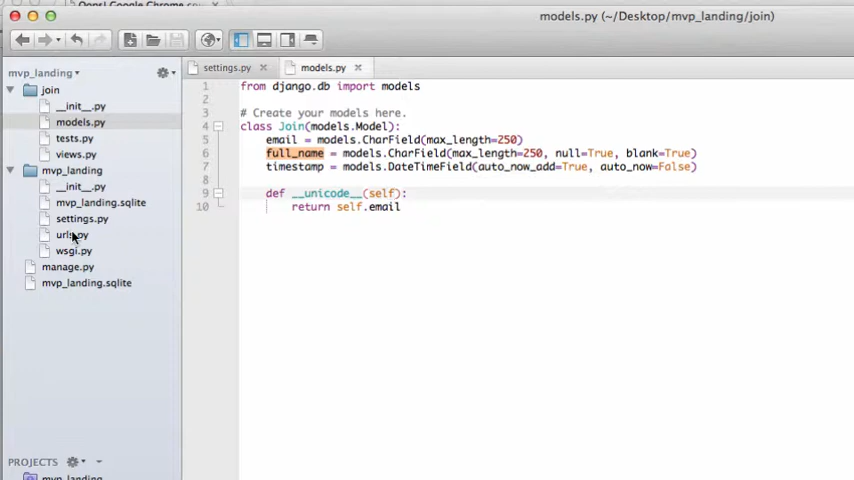 Oops! Google Chrome
models.py (~/Desktop/mvp_landing/join)
mvp_landing
settings.py
models.py
join
__init__.py
models.py
tests.py
views.py
mvp_landing
__init__.py
mvp_landing.sqlite
settings.py
wsgi.py
manage.py
mvp_landing.sqlite
PROJECTS
mvp_landing
1 from django.db import models
2
3 # Create your models here.
4 class Join(models.Model):
5 email = models.CharField(max_length=250)
6 full_name = models.CharField(max_length=250, null=True, blank=True)
7 timestamp = models.DateTimeField(auto_now_add=True, auto_now=False)
8
9 def __unicode__(self):
10 return self.email